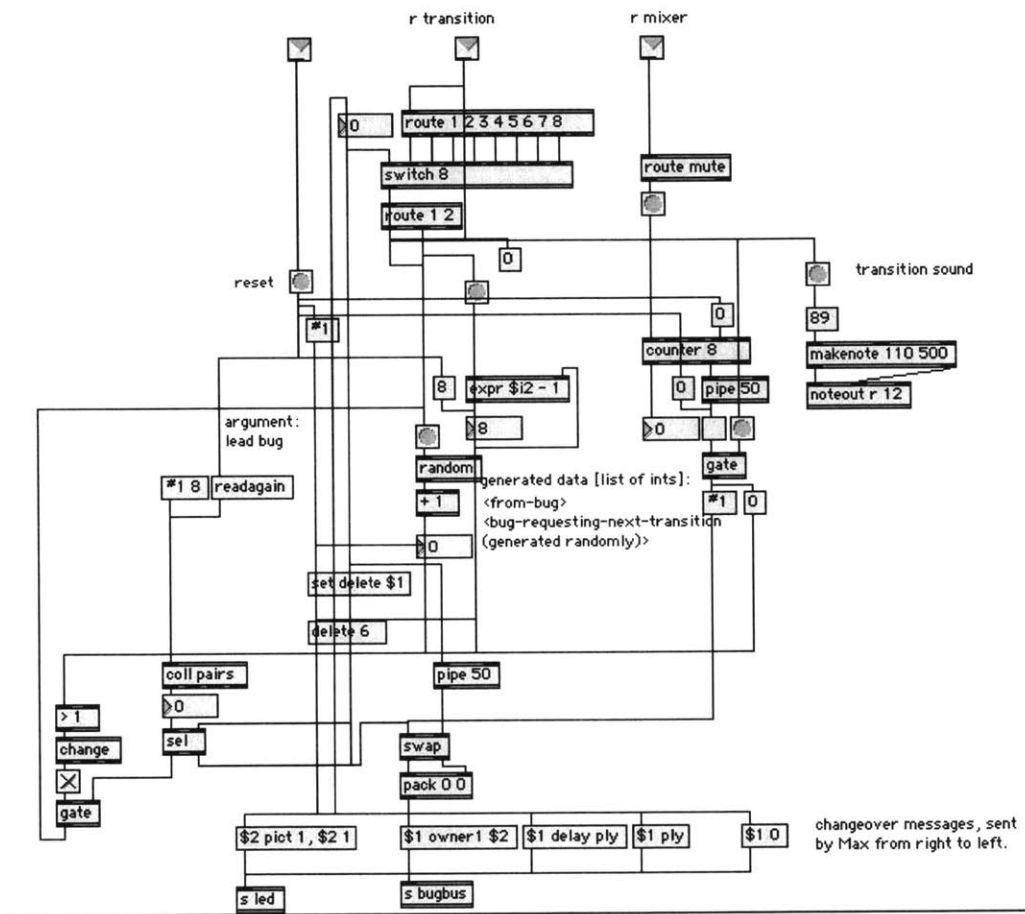 r transition
r mixer
0
route 1 2 3 4 5 6 7 8
route mute
switch 8
route 1 2
0
transition sound
reset
0
89
#1
counter 8
makenote 110 500
8
expr $i2 - 1
0
pipe 50
noteout r 12
argument:
lead bug
8
0
gate
random
generated data [list of ints]:
#1 8
readagain
+ 1
<from-bug>
#1
0
<bug-requesting-next-transition
(generated randomly)>
0
set delete $1
delete 6
coll pairs
pipe 50
> 1
0
sel
swap
change
pack 0 0
gate
$2 pict 1, $2 1
$1 owner1 $2
$1 delay ply
$1 ply
$1 0
changeover messages, sent
by Max from right to left.
s led
s bugbus